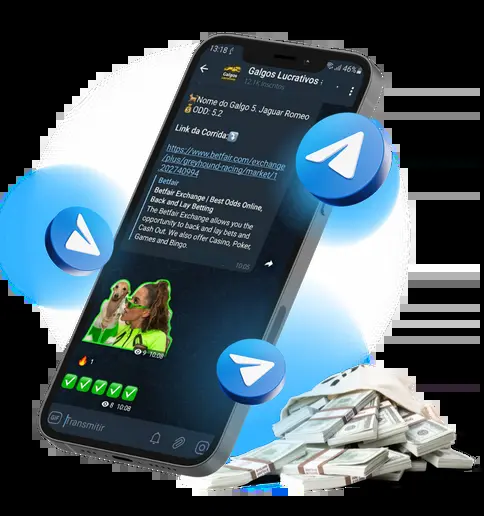 13:18
46%
Galgos
Galgos Lucrativos
12.1K inscritos
Nome do Galgo 5. Jaguar Romeo
ODD: 5.2
Link da Corrida:
https://www.betfair.com/exchange
/plus/greyhound-racing/market/1
.202740994
Betfair
Betfair Exchange | Best Odds Online,
Back and Lay Betting
The Betfair Exchange allows you the
opportunity to back and lay bets and
Cash Out. We also offer Casino, Poker,
Games and Bingo.
10:05
9 10:08
1
8 10:08
GIF Transmitir